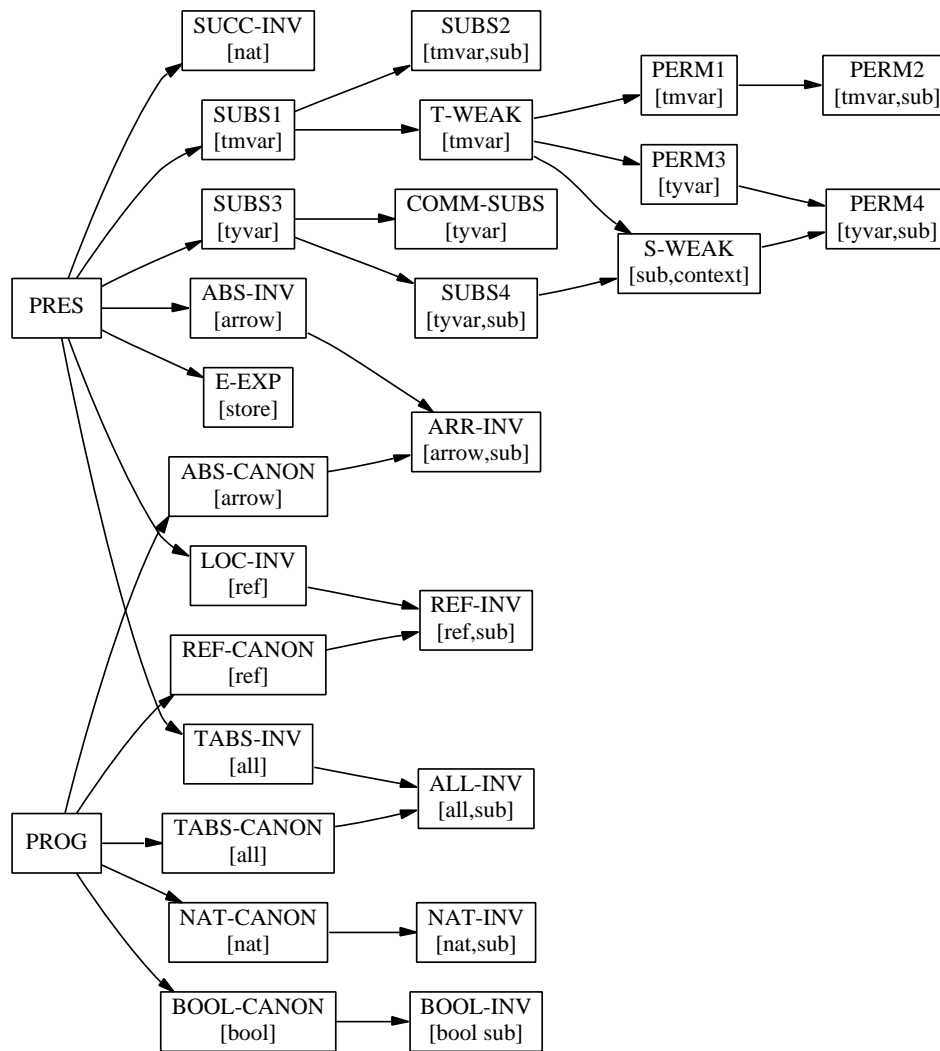 SUCC-INV
[nat]
SUBS2
[tmvar,sub]
PERM1
[tmvar]
PERM2
[tmvar,sub]
SUBS1
[tmvar]
T-WEAK
[tmvar]
PERM3
[tyvar]
SUBS3
[tyvar]
COMM-SUBS
[tyvar]
PERM4
[tyvar,sub]
S-WEAK
[sub,context]
PRES
ABS-INV
[arrow]
SUBS4
[tyvar,sub]
E-EXP
[store]
ARR-INV
[arrow,sub]
ABS-CANON
[arrow]
LOC-INV
[ref]
REF-INV
[ref,sub]
REF-CANON
[ref]
TABS-INV
[all]
ALL-INV
[all,sub]
PROG
TABS-CANON
[all]
NAT-CANON
[nat]
NAT-INV
[nat,sub]
BOOL-CANON
[bool]
BOOL-INV
[bool sub]